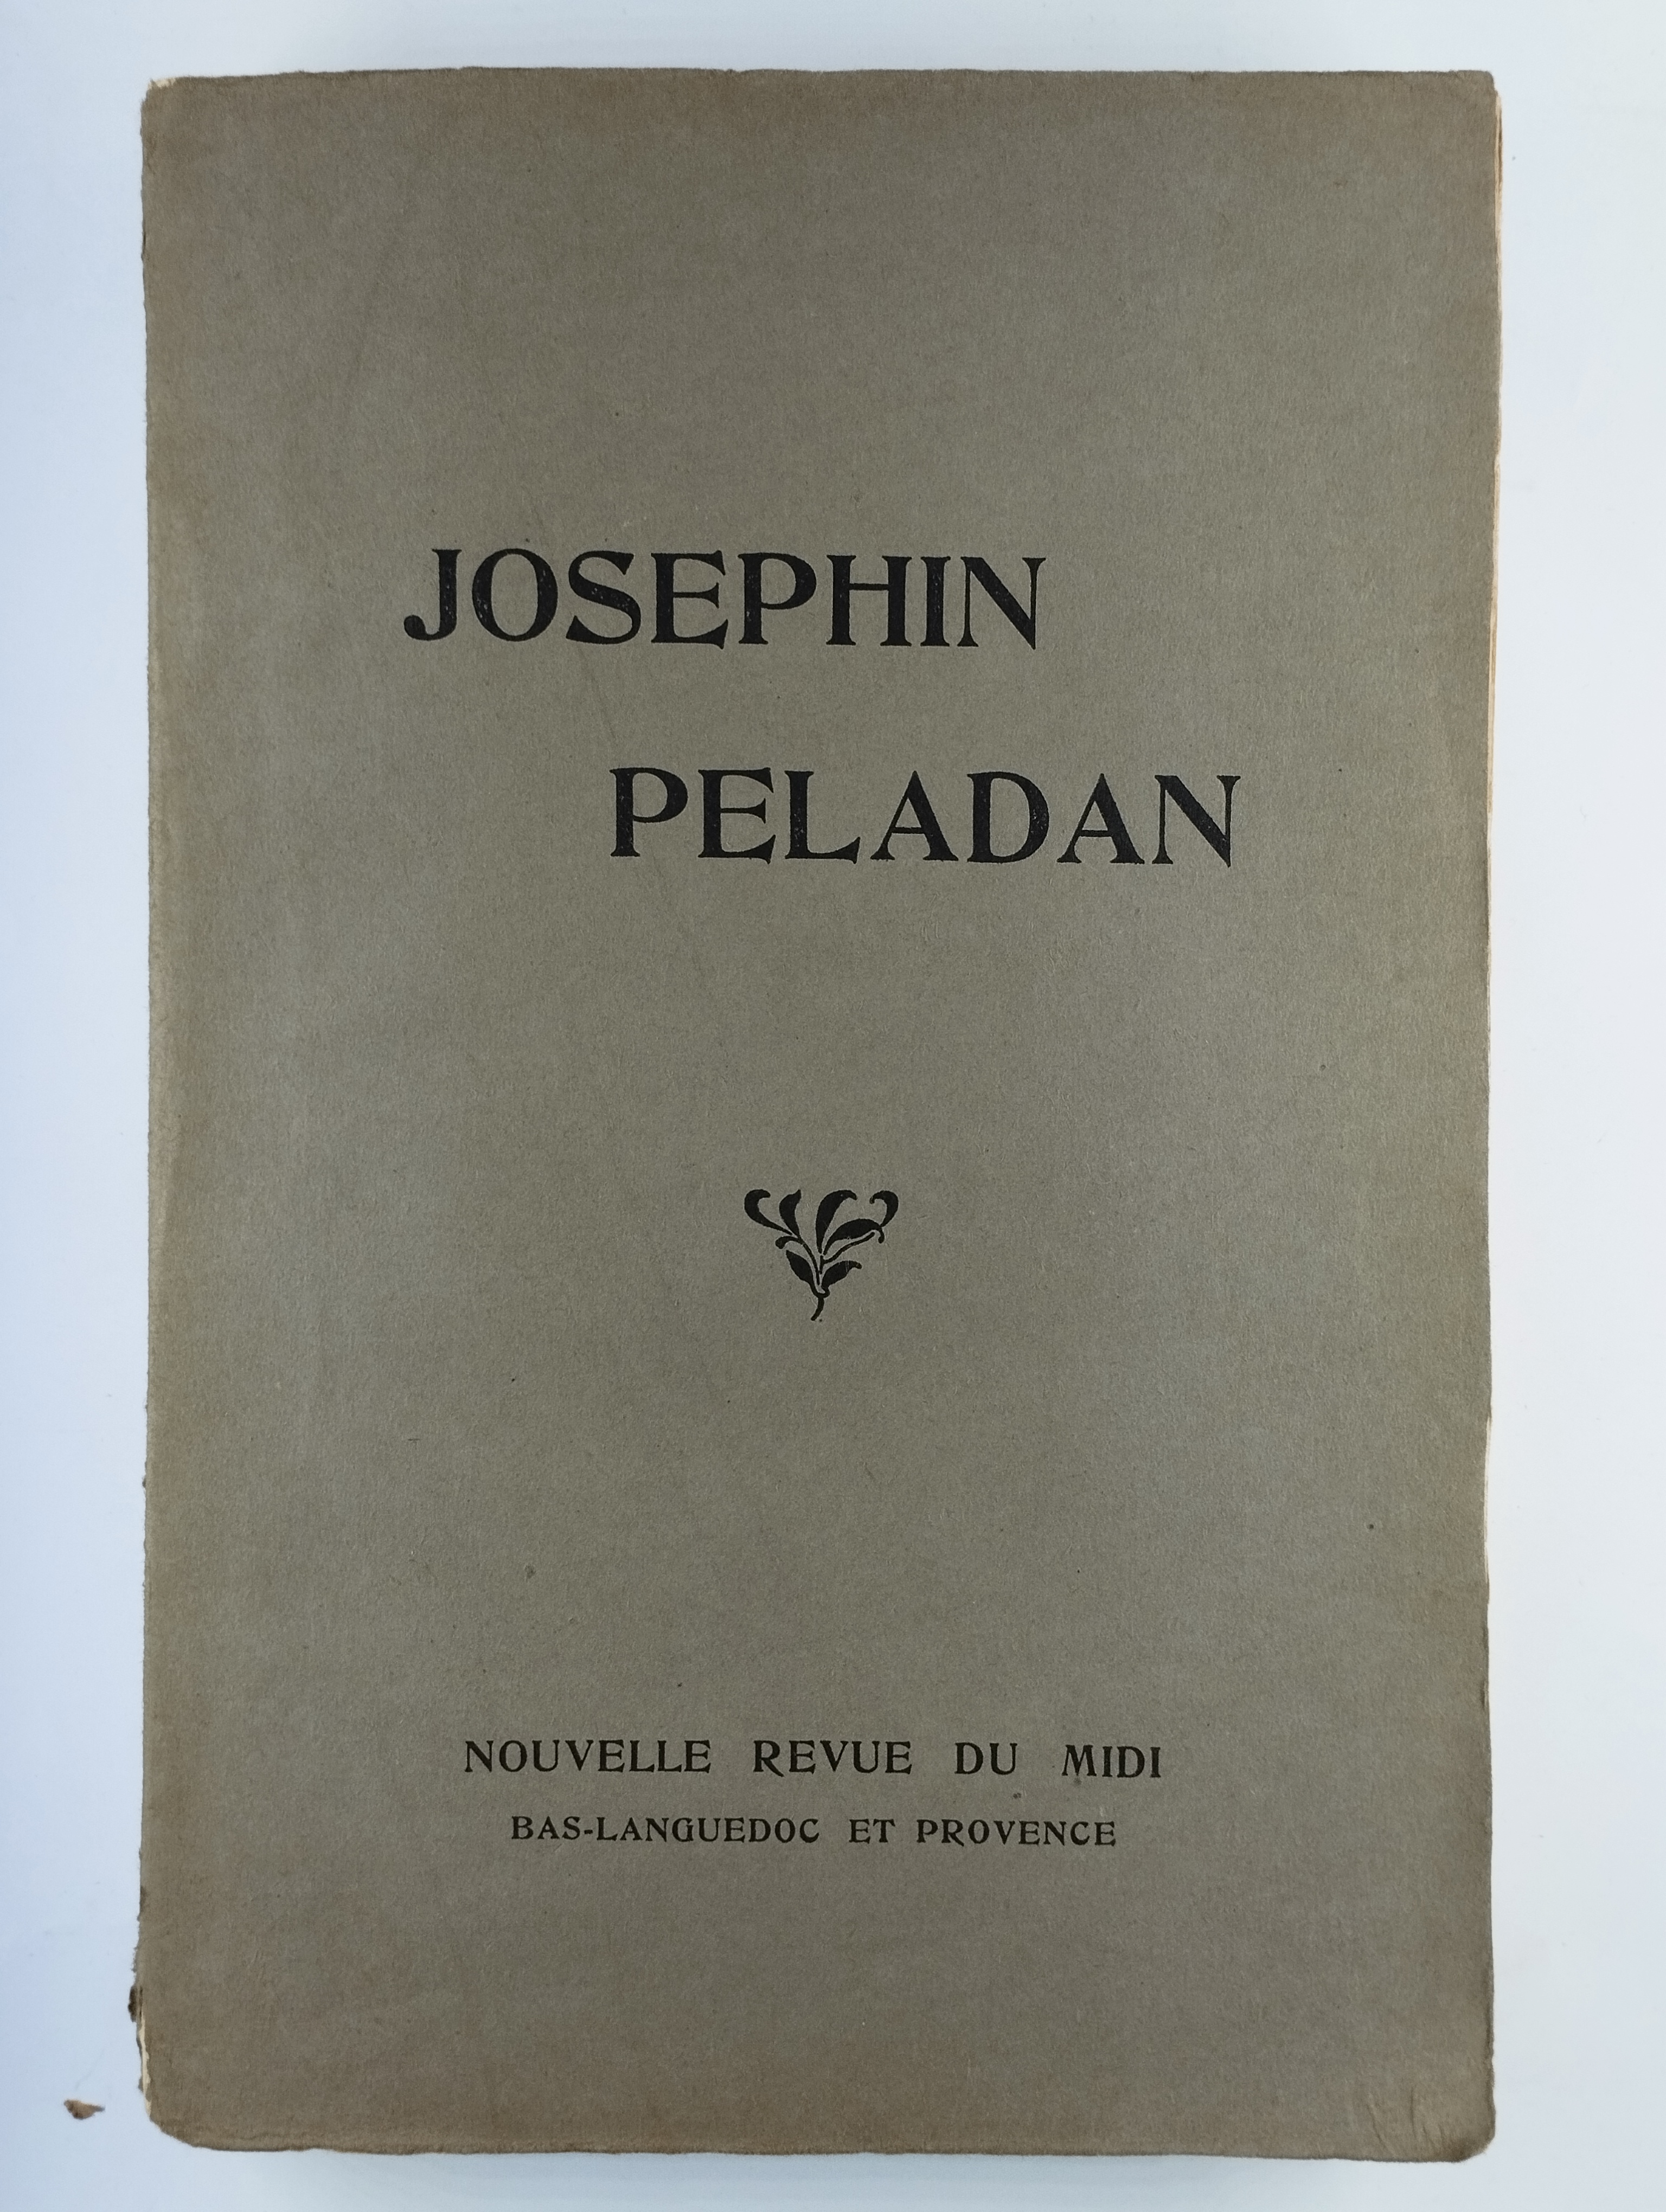 JOSEPHIN
PELADAN
NOUVELLE REVUE DU MIDI
BAS-LANGUEDOC ET PROVENCE